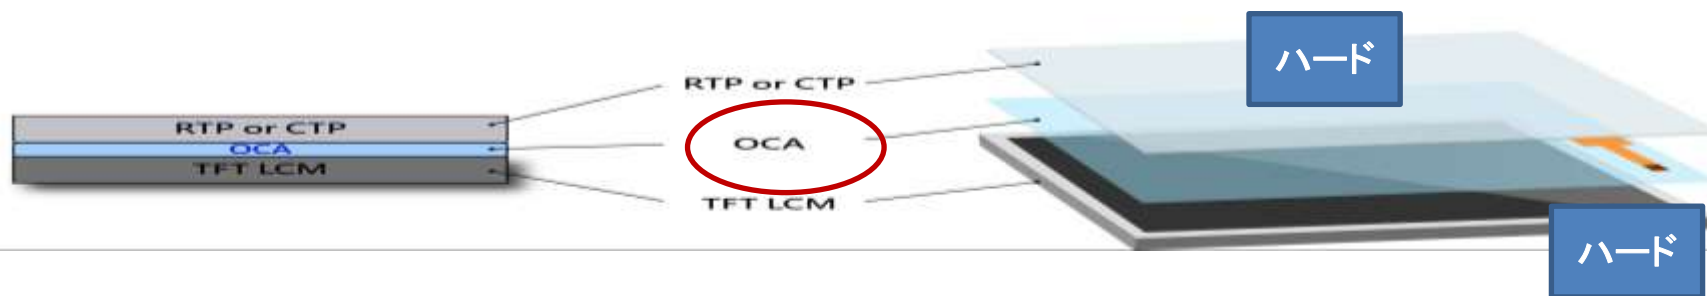 RTP or CTP
OCA
TFT LCM
RTP or CTP
OCA
TFT LCM
ハード
ハード